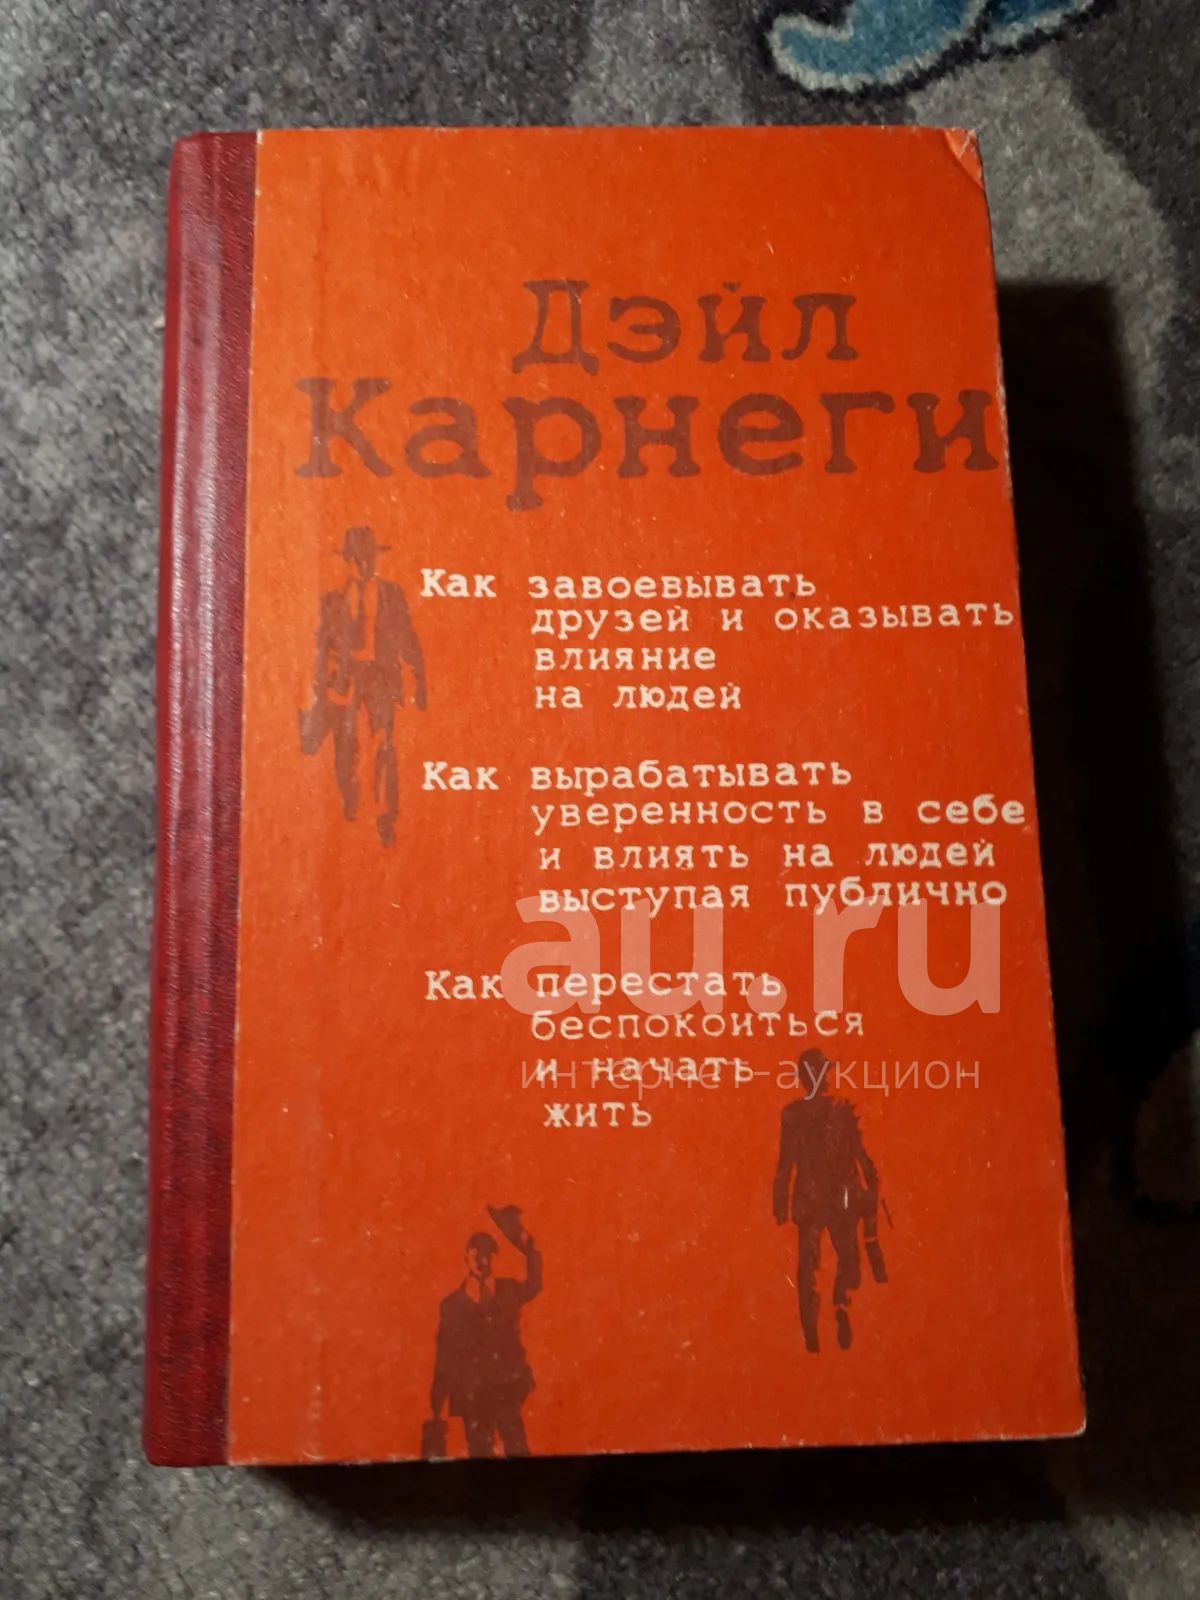 Дэйл
Карнеги
Как завоевывать
друзей и оказывать
влияние
на людей
Как вырабатывать
уверенность в себе
и влиять на людей
выступая публично
au.ru
Как перестать
беспокоиться
и начать
интернет-аукцион
жить